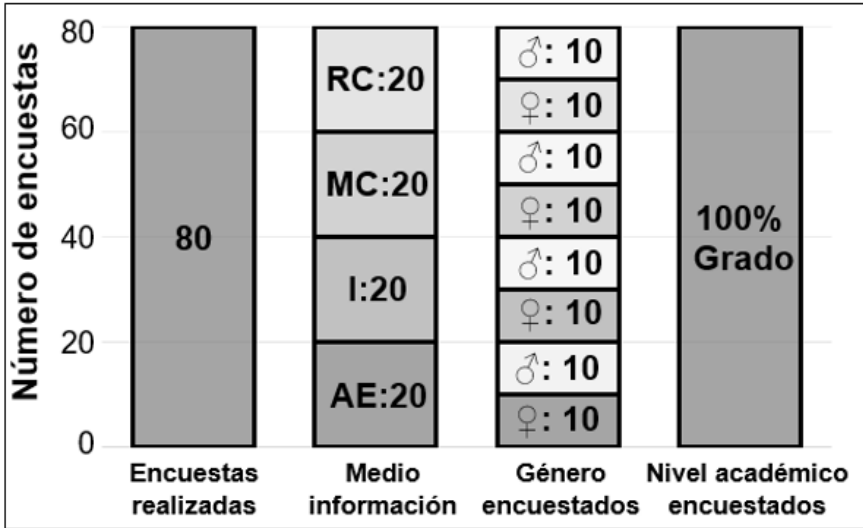 Número de encuestas
80
60
40
20
0
80
RC:20
MC:20
I:20
AE:20
♂: 10
♀: 10
♂: 10
♀: 10
♂: 10
♀: 10
♂: 10
♀: 10
100%
Grado
Encuestas
realizadas
Medio
información
Género
encuestados
Nivel académico
encuestados